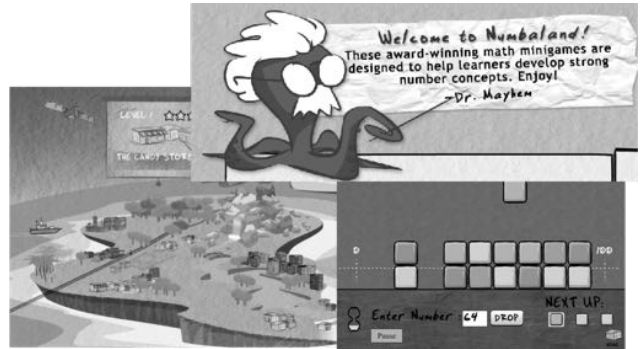 Welcome to Numbaland!
These award-winning math minigames are
designed to help learners develop strong
number concepts. Enjoy!
-Dr. Mayhem
LEVEL 1
THE CANDY STORE
0
100
Enter Number: 64 DROP
NEXT UP:
Pause